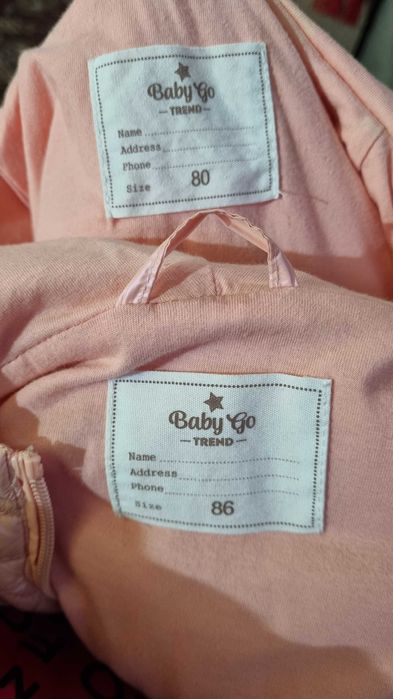 Baby Go
TREND
Name
Address
Phone
Size 80
Baby Go
TREND
Name
Address
Phone
Size 86